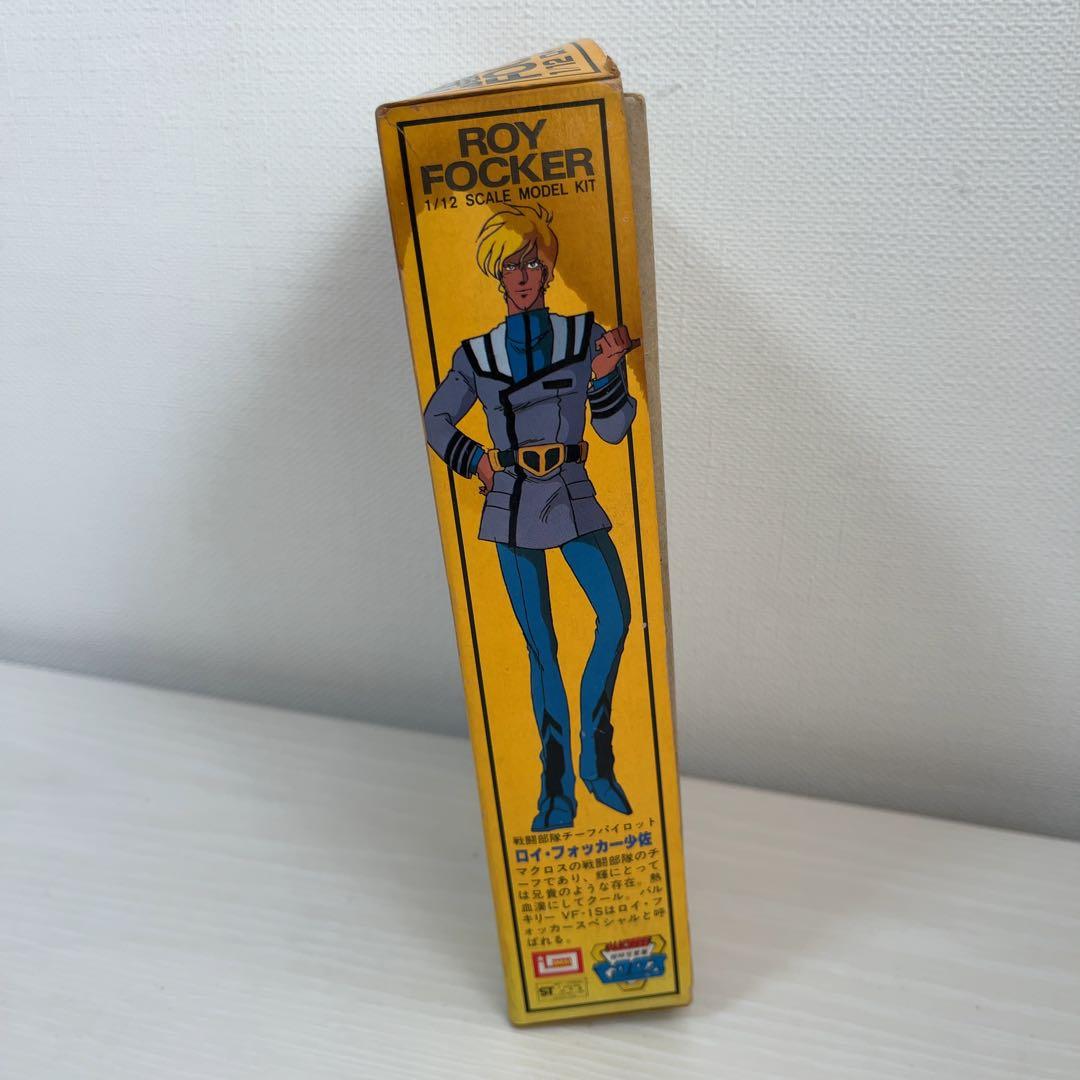 1/12
ROY
FOCKER
1/12 SCALE MODEL KIT
戦闘部隊チーフパイロット
ロイ・フォッカー少佐
マクロスの戦闘部隊のチ
ーフであり、輝にとって
は兄貴のような存在。熱
血漢にしてクール。バル
キリー VF-1Sはロイ・フ
ォッカースペシャルと呼
ばれる。
ST